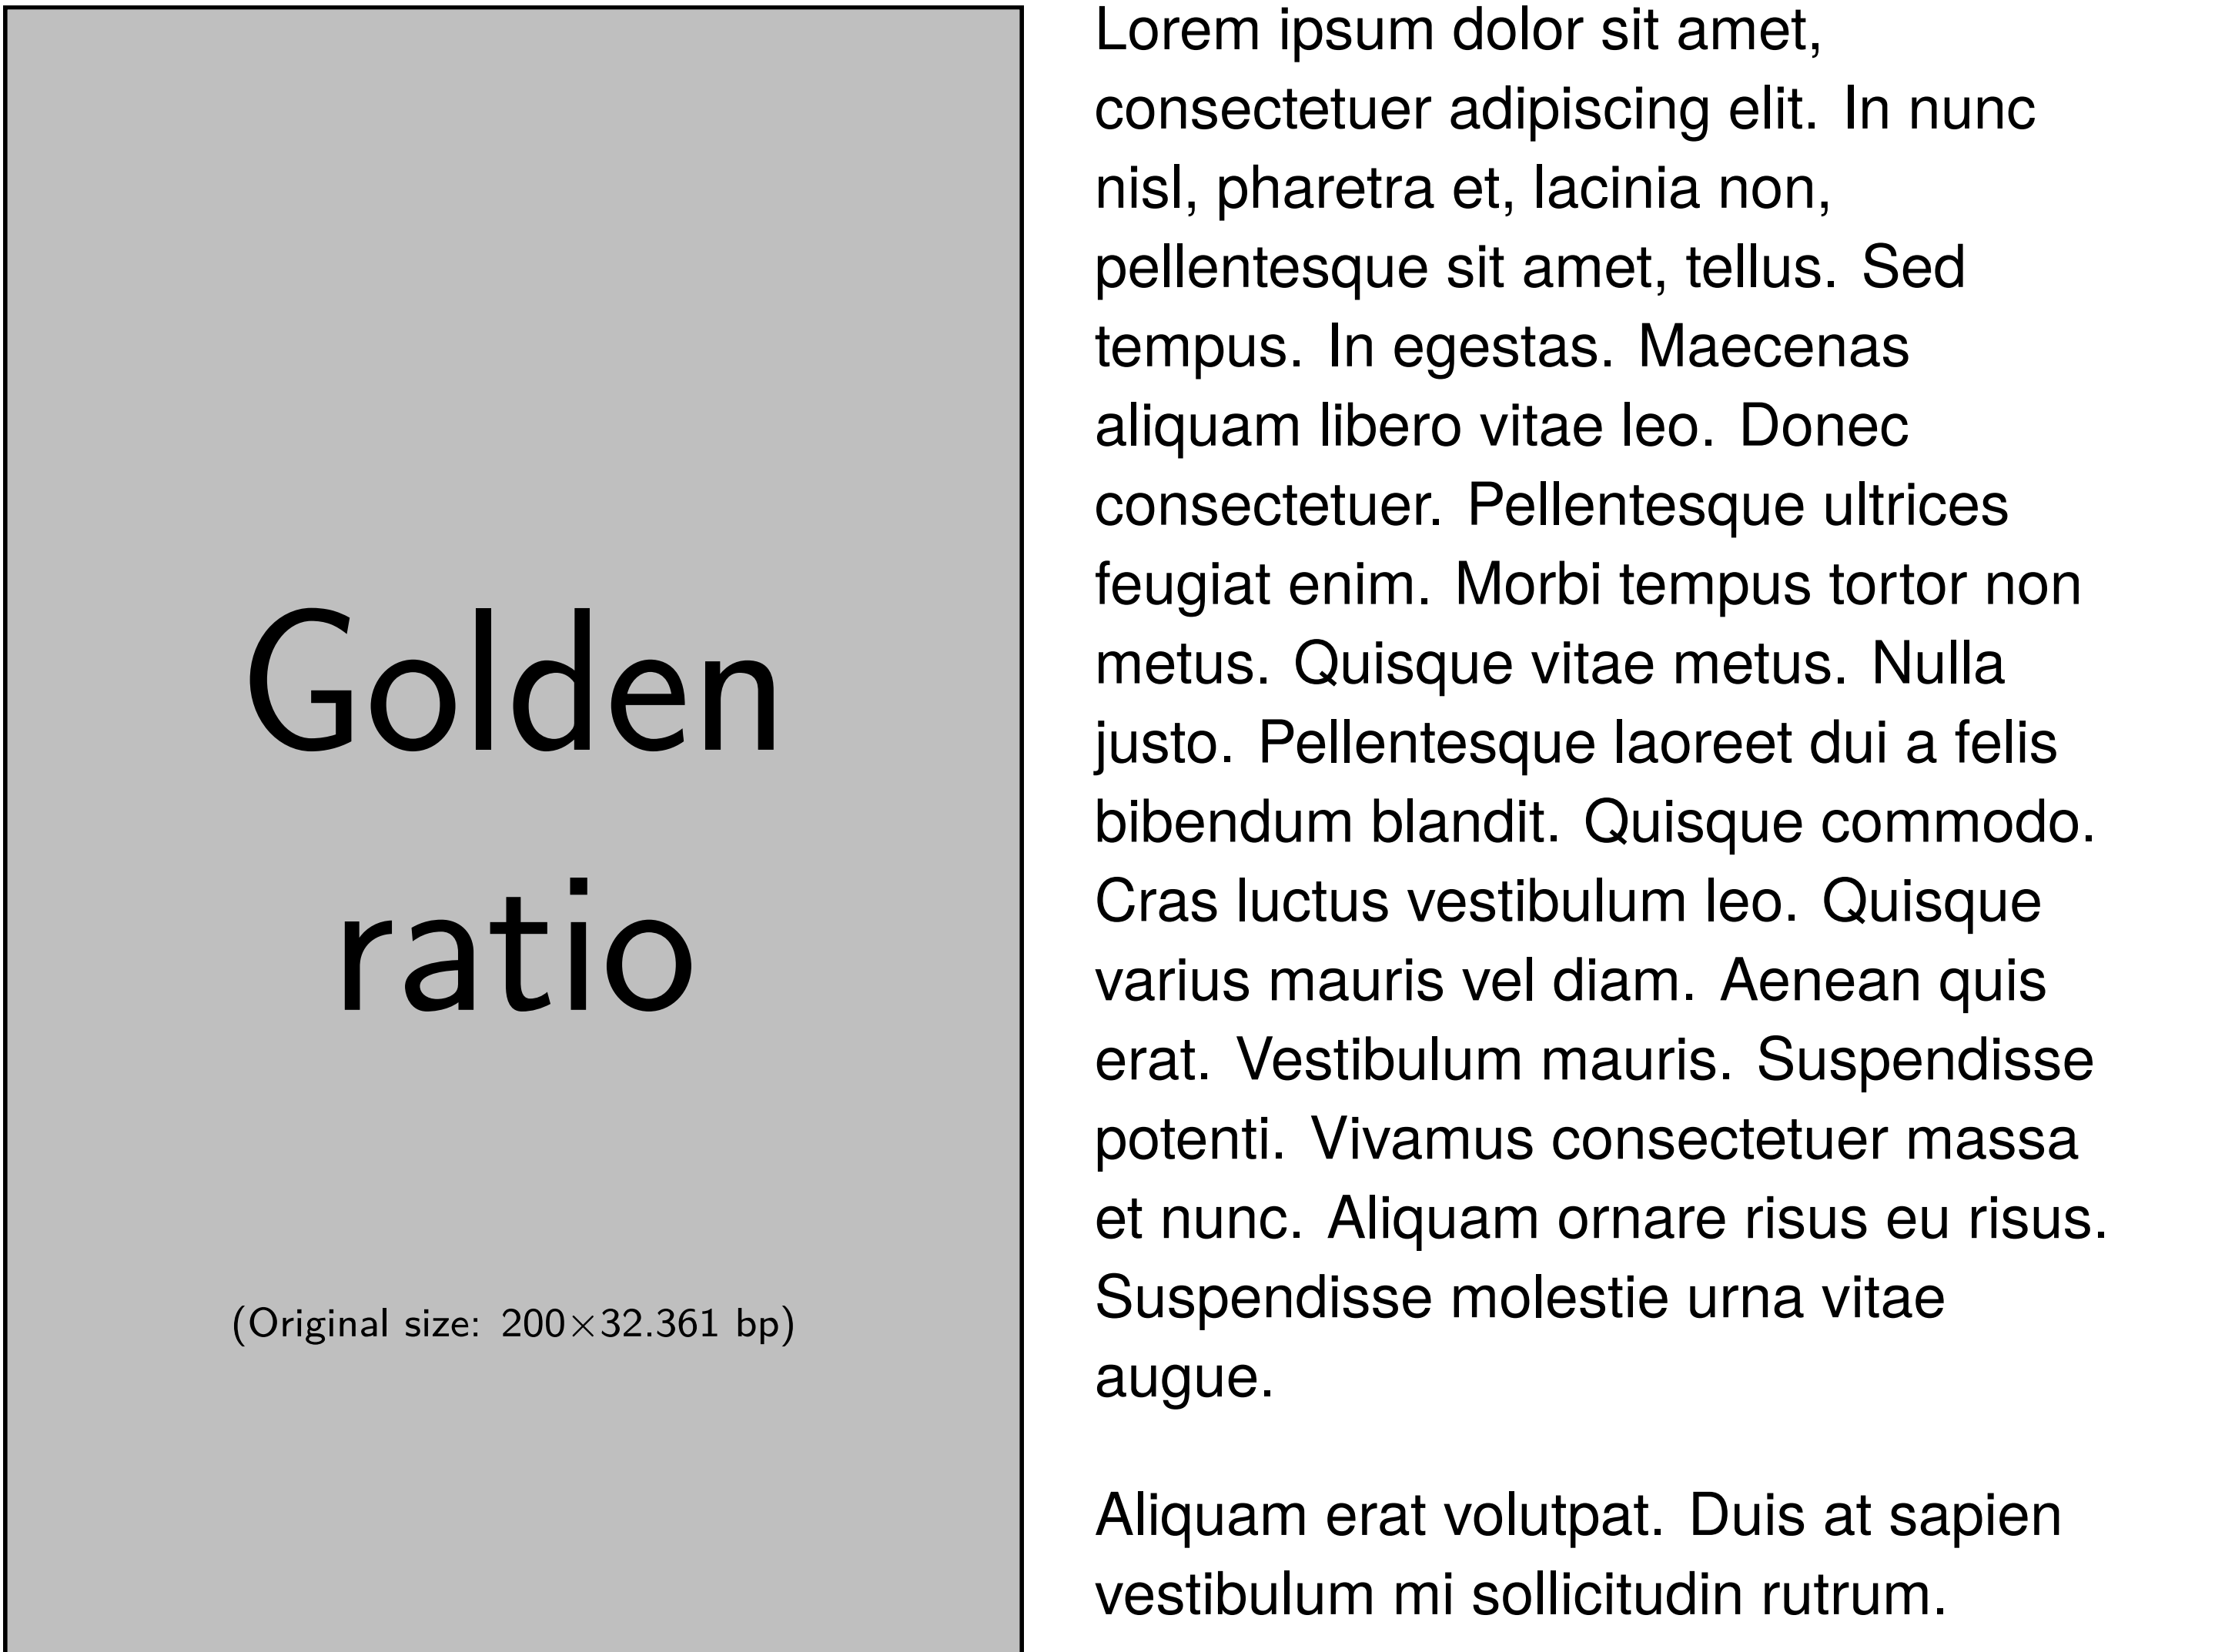 Golden
ratio
(Original size: 200×32.361 bp)
Lorem ipsum dolor sit amet,
consectetuer adipiscing elit. In nunc
nisl, pharetra et, lacinia non,
pellentesque sit amet, tellus. Sed
tempus. In egestas. Maecenas
aliquam libero vitae leo. Donec
consectetuer. Pellentesque ultrices
feugiat enim. Morbi tempus tortor non
metus. Quisque vitae metus. Nulla
justo. Pellentesque laoreet dui a felis
bibendum blandit. Quisque commodo.
Cras luctus vestibulum leo. Quisque
varius mauris vel diam. Aenean quis
erat. Vestibulum mauris. Suspendisse
potenti. Vivamus consectetuer massa
et nunc. Aliquam ornare risus eu risus.
Suspendisse molestie urna vitae
augue.
Aliquam erat volutpat. Duis at sapien
vestibulum mi sollicitudin rutrum.